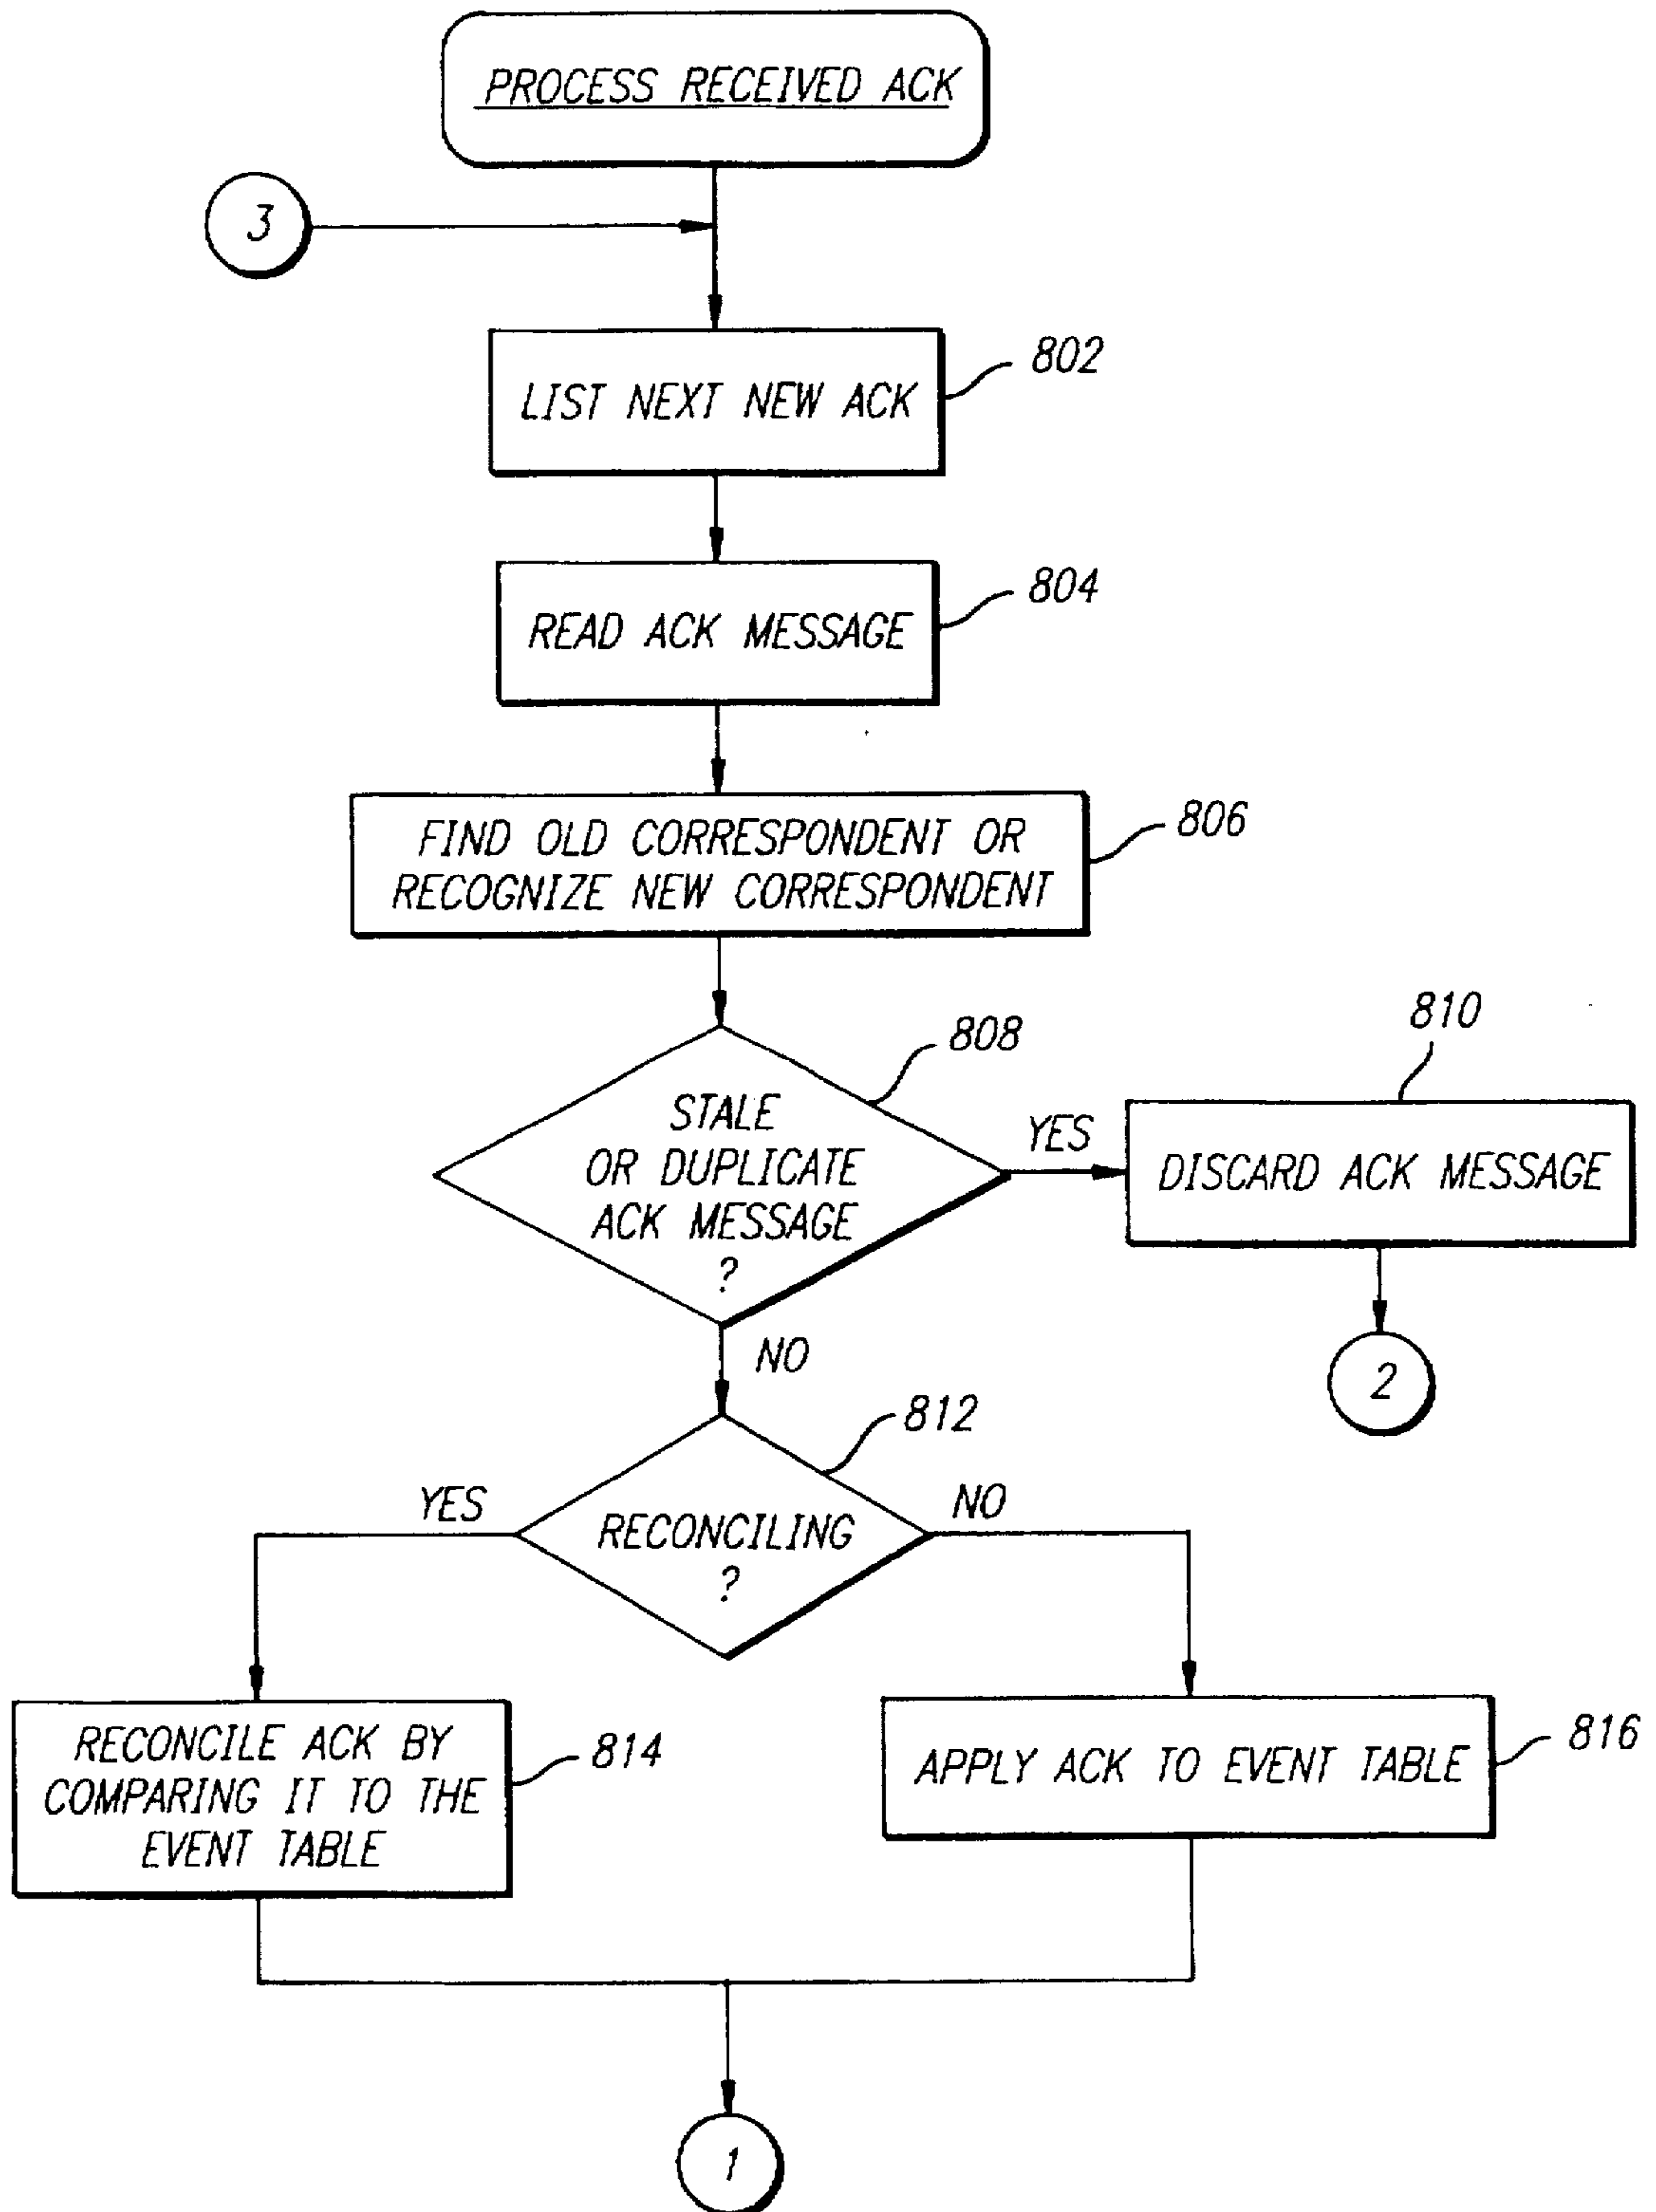 PROCESS RECEIVED ACK
3
LIST NEXT NEW ACK
802
READ ACK MESSAGE
804
FIND OLD CORRESPONDENT OR
RECOGNIZE NEW CORRESPONDENT
806
STALE
OR DUPLICATE
ACK MESSAGE
?
808
YES
DISCARD ACK MESSAGE
810
2
NO
RECONCILING
?
812
YES
NO
RECONCILE ACK BY
COMPARING IT TO THE
EVENT TABLE
814
APPLY ACK TO EVENT TABLE
816
1